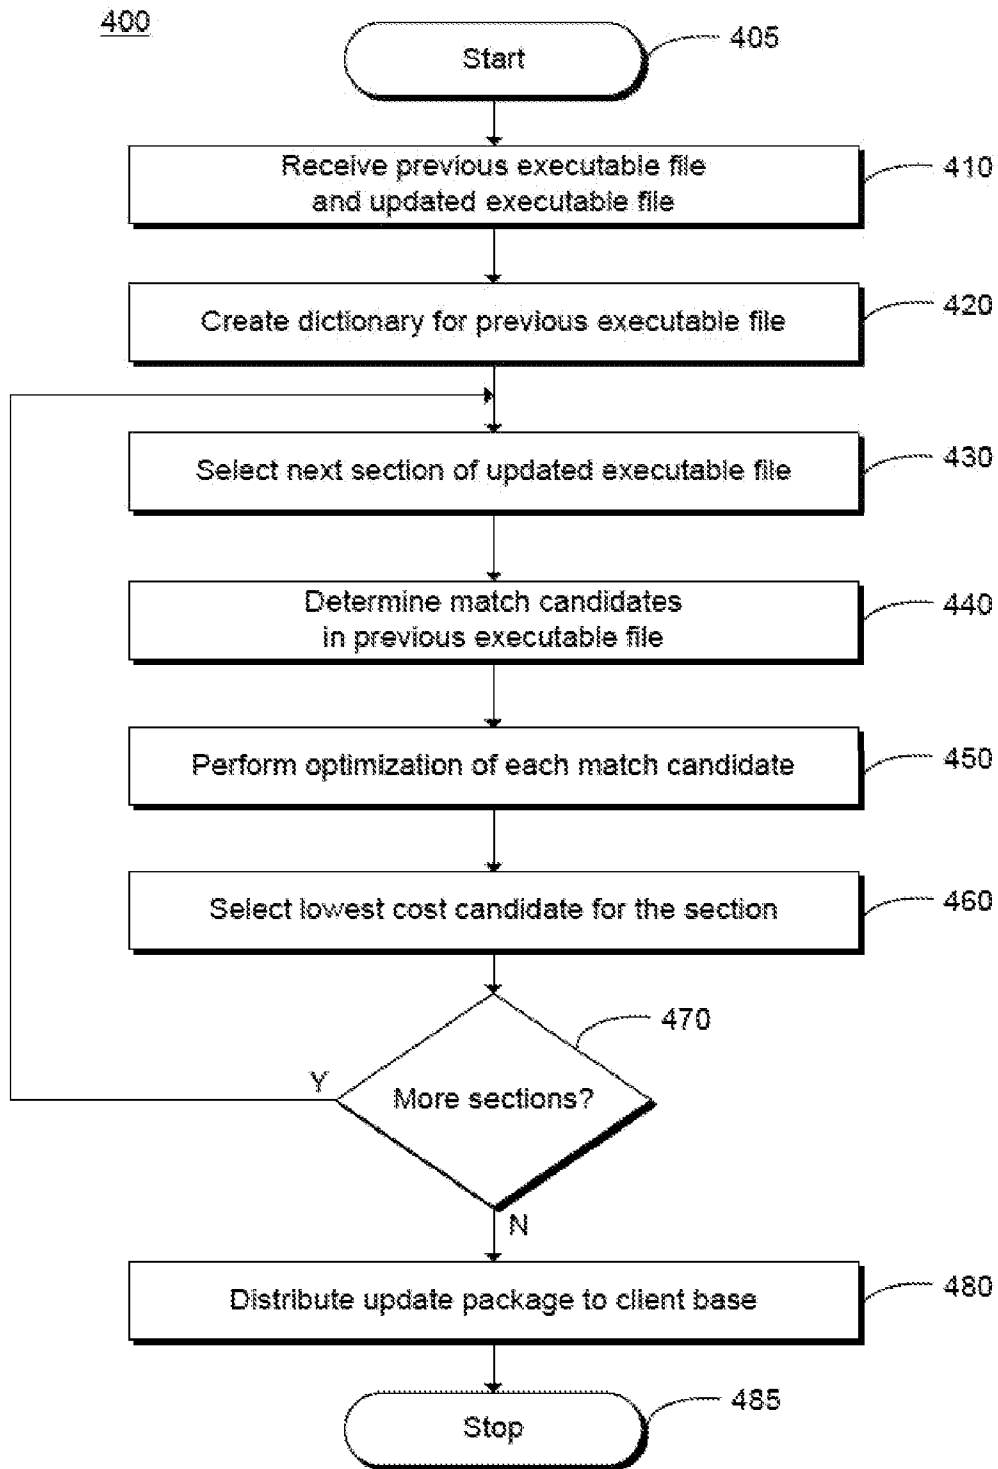 400
Start
405
Receive previous executable file
and updated executable file
410
Create dictionary for previous executable file
420
Select next section of updated executable file
430
Determine match candidates
in previous executable file
440
Perform optimization of each match candidate
450
Select lowest cost candidate for the section
460
470
More sections?
Y
N
Distribute update package to client base
480
Stop
485